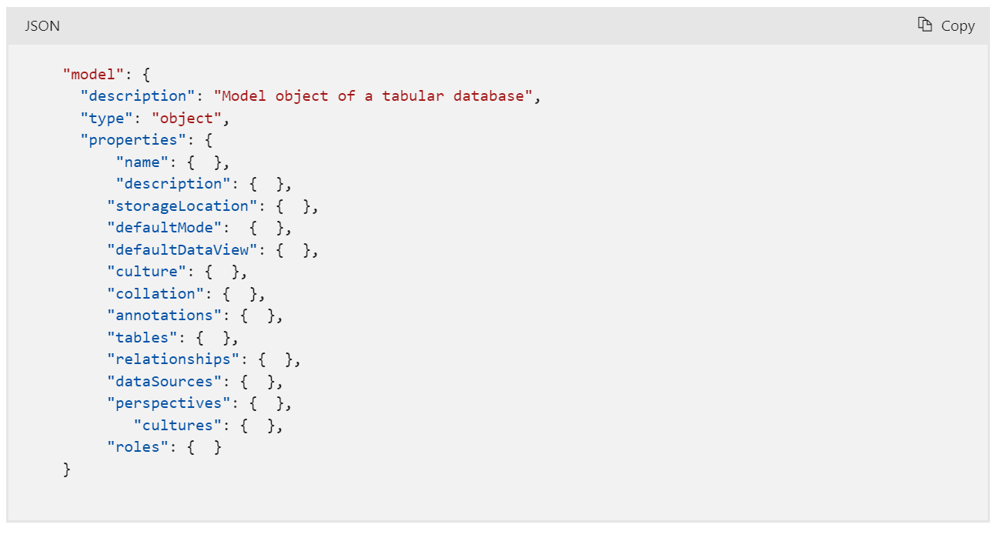 JSON
Copy
"model": {
"description": "Model object of a tabular database",
"type": "object",
"properties": {
"name": {  },
"description": {  },
"storageLocation": {  },
"defaultMode":  {  },
"defaultDataView": {  },
"culture": {  },
"collation": {  },
"annotations": {  },
"tables": {  },
"relationships": {  },
"dataSources": {  },
"perspectives": {  },
"cultures": {  },
"roles": {  }
}